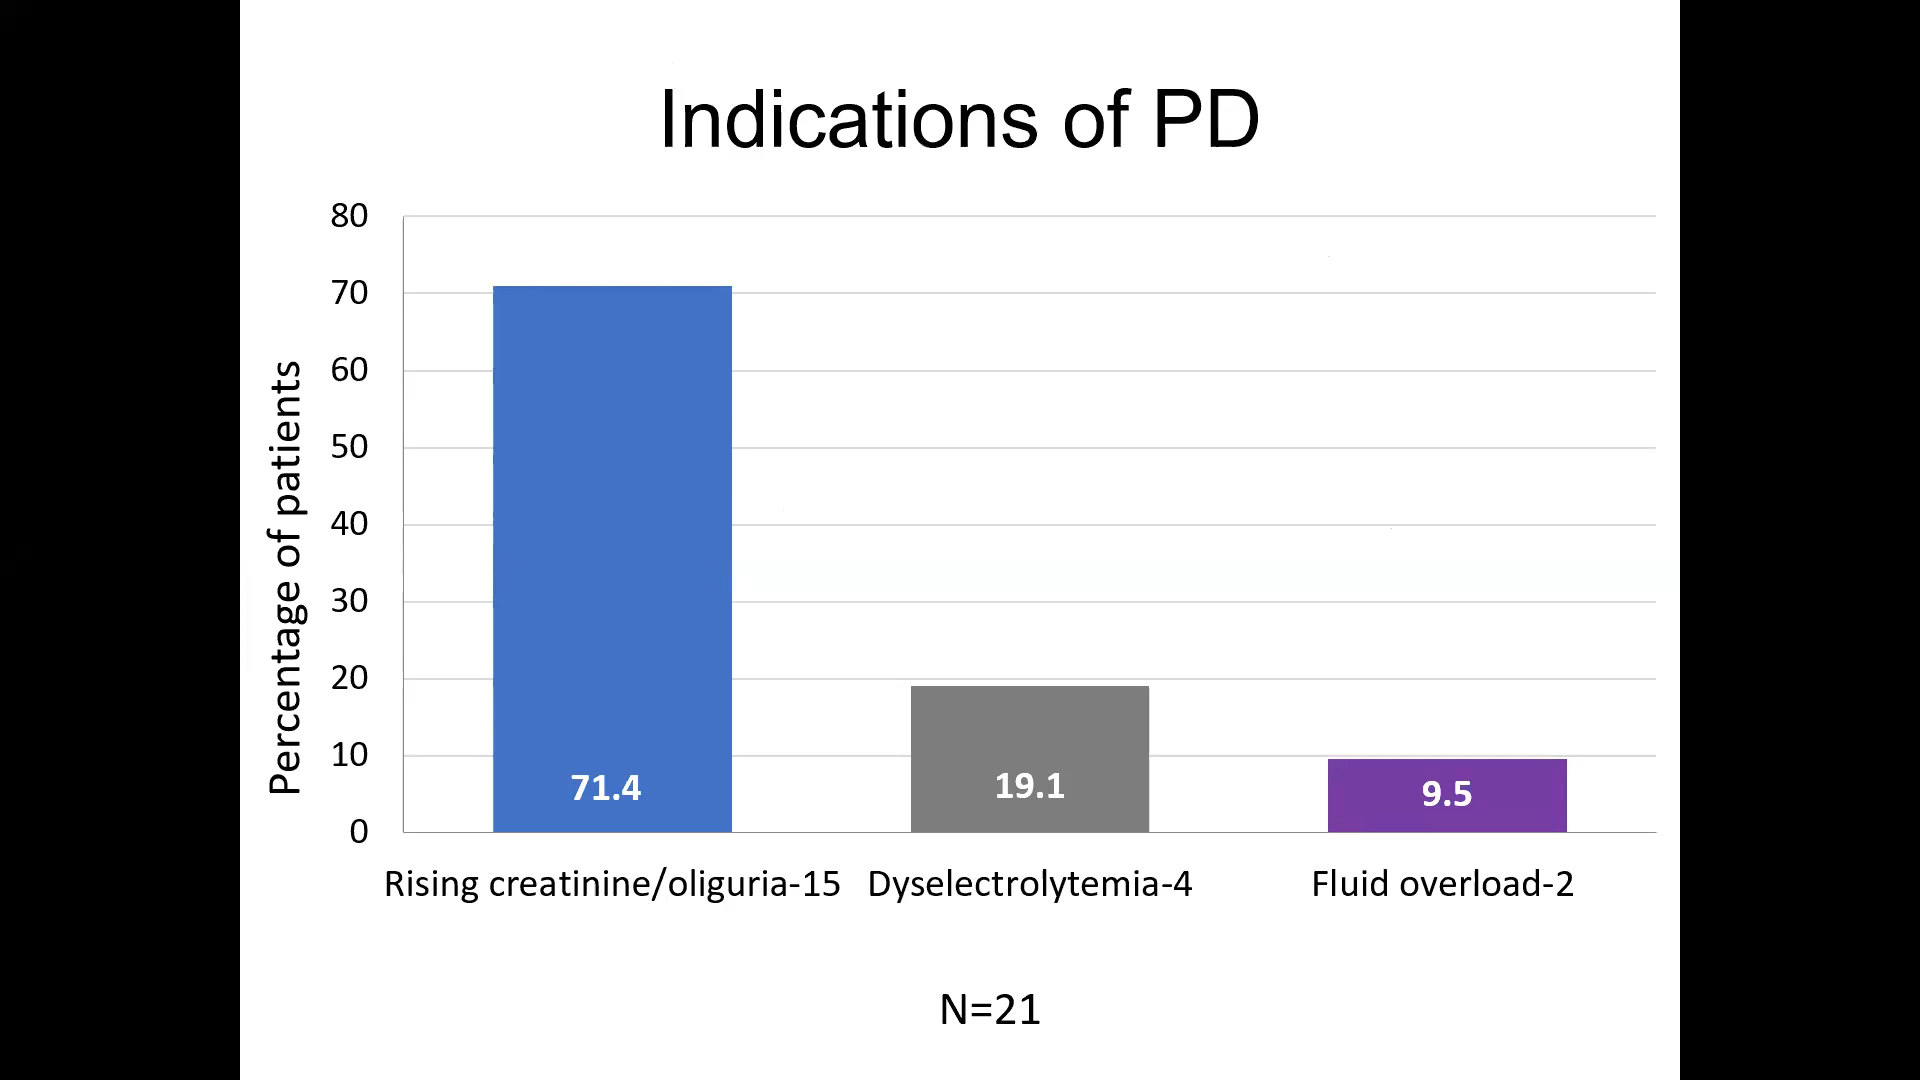 Indications of PD
Percentage of patients
80
70
60
50
40
30
20
10
0
71.4
19.1
9.5
Rising creatinine/oliguria-15
Dyselectrolytemia-4
Fluid overload-2
N=21